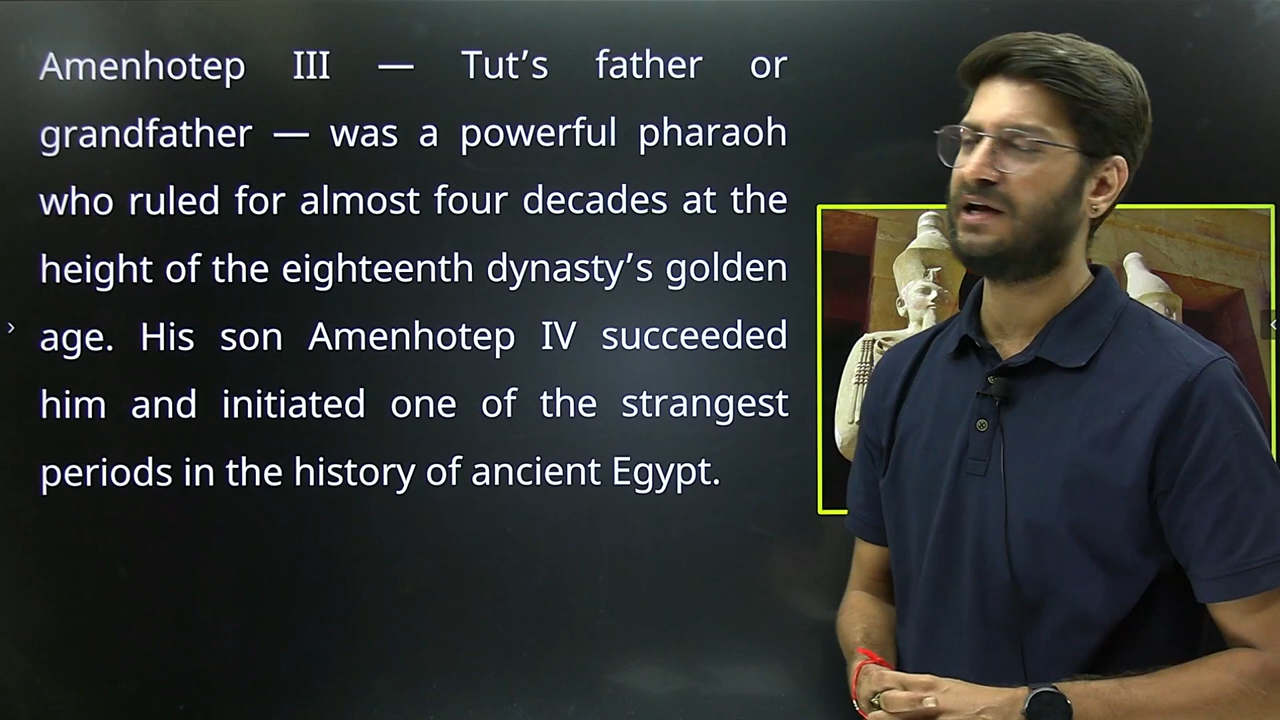 Amenhotep III — Tut’s father or
grandfather — was a powerful pharaoh
who ruled for almost four decades at the
height of the eighteenth dynasty’s golden
age. His son Amenhotep IV succeeded
him and initiated one of the strangest
periods in the history of ancient Egypt.